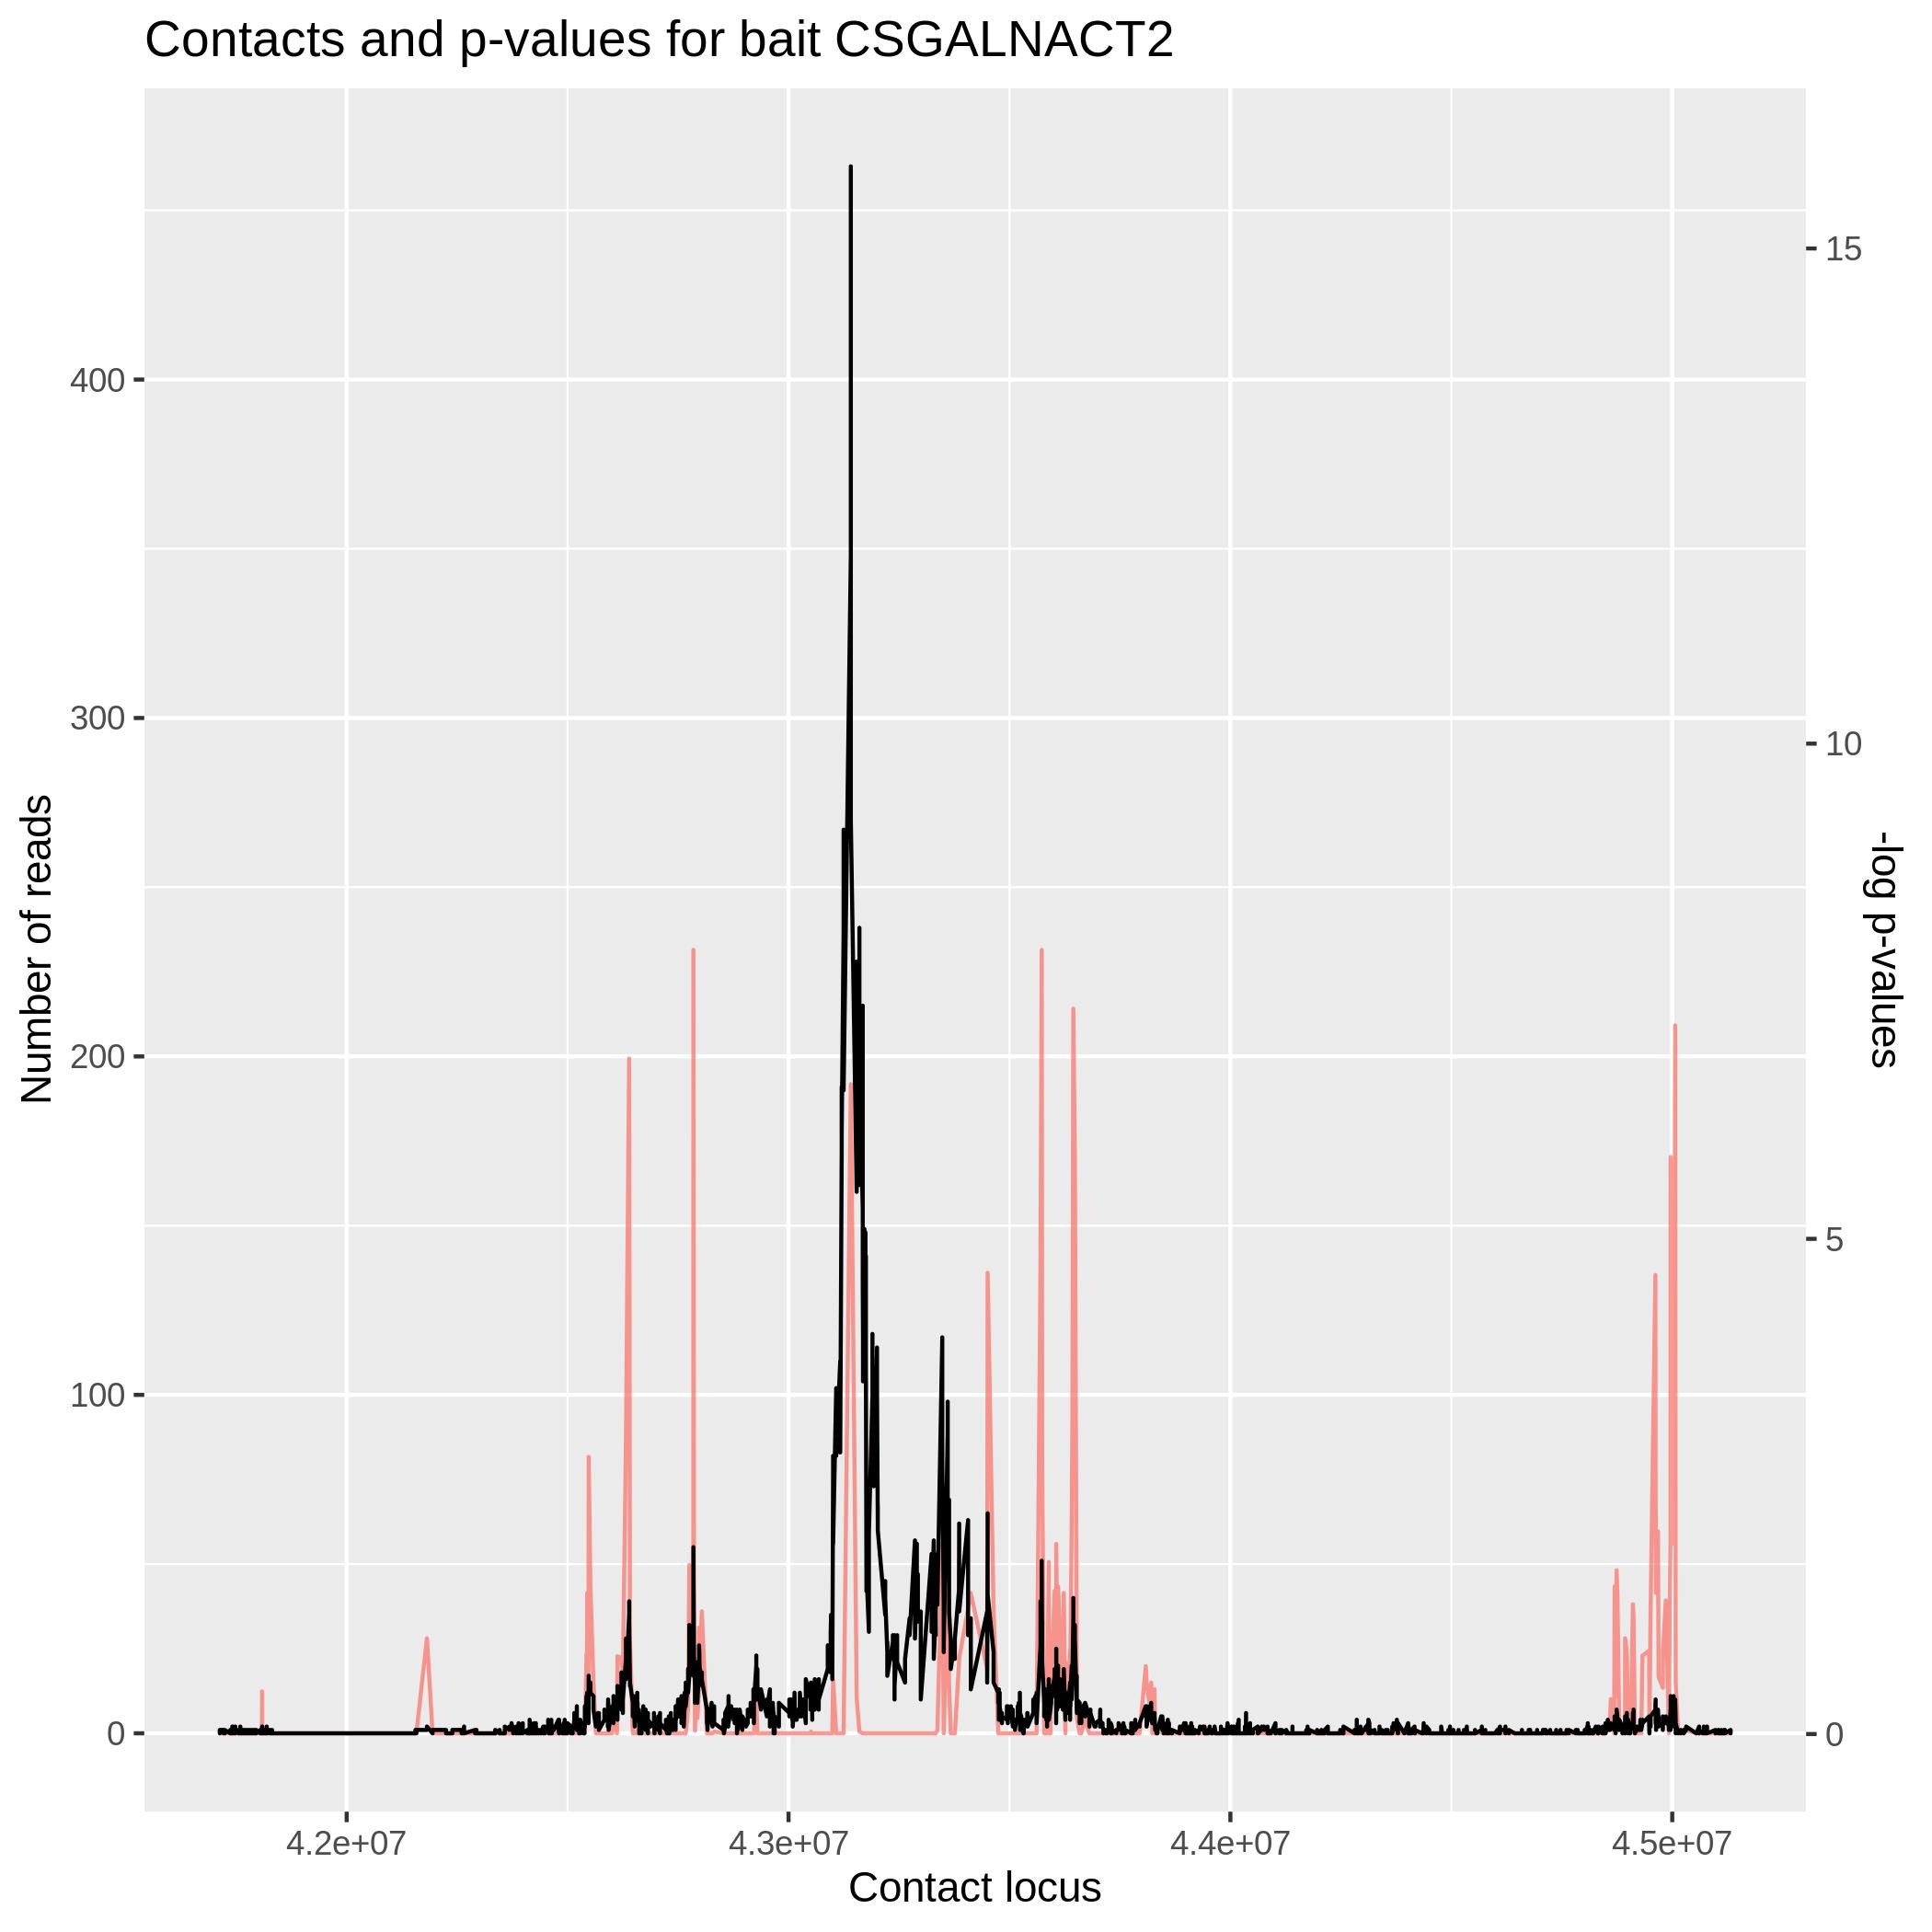 Contacts and p-values for bait CSGALNACT2
Number of reads
400
300
200
100
0
15
10
5
0
-log p-values
4.2e+07
4.3e+07
4.4e+07
4.5e+07
Contact locus